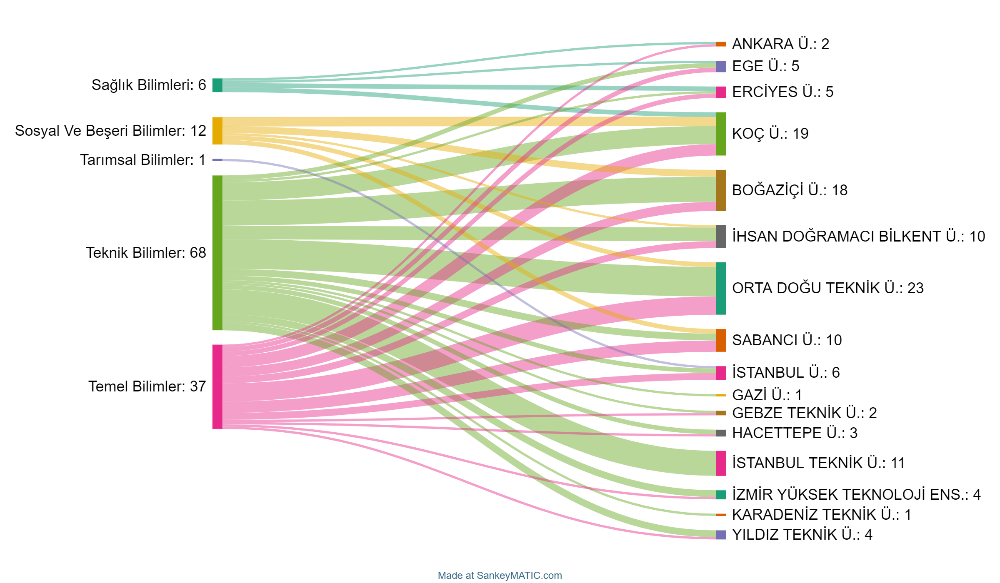 Sağlık Bilimleri: 6
Sosyal Ve Beşeri Bilimler: 12
Tarımsal Bilimler: 1
Teknik Bilimler: 68
Temel Bilimler: 37
ANKARA Ü.: 2
EGE Ü.: 5
ERCİYES Ü.: 5
KOÇ Ü.: 19
BOĞAZİÇİ Ü.: 18
İHSAN DOĞRAMACI BİLKENT Ü.: 10
ORTA DOĞU TEKNİK Ü.: 23
SABANCI Ü.: 10
İSTANBUL Ü.: 6
GAZİ Ü.: 1
GEBZE TEKNİK Ü.: 2
HACETTEPE Ü.: 3
İSTANBUL TEKNİK Ü.: 11
İZMİR YÜKSEK TEKNOLOJİ ENS.: 4
KARADENİZ TEKNİK Ü.: 1
YILDIZ TEKNİK Ü.: 4
Made at SankeyMATIC.com